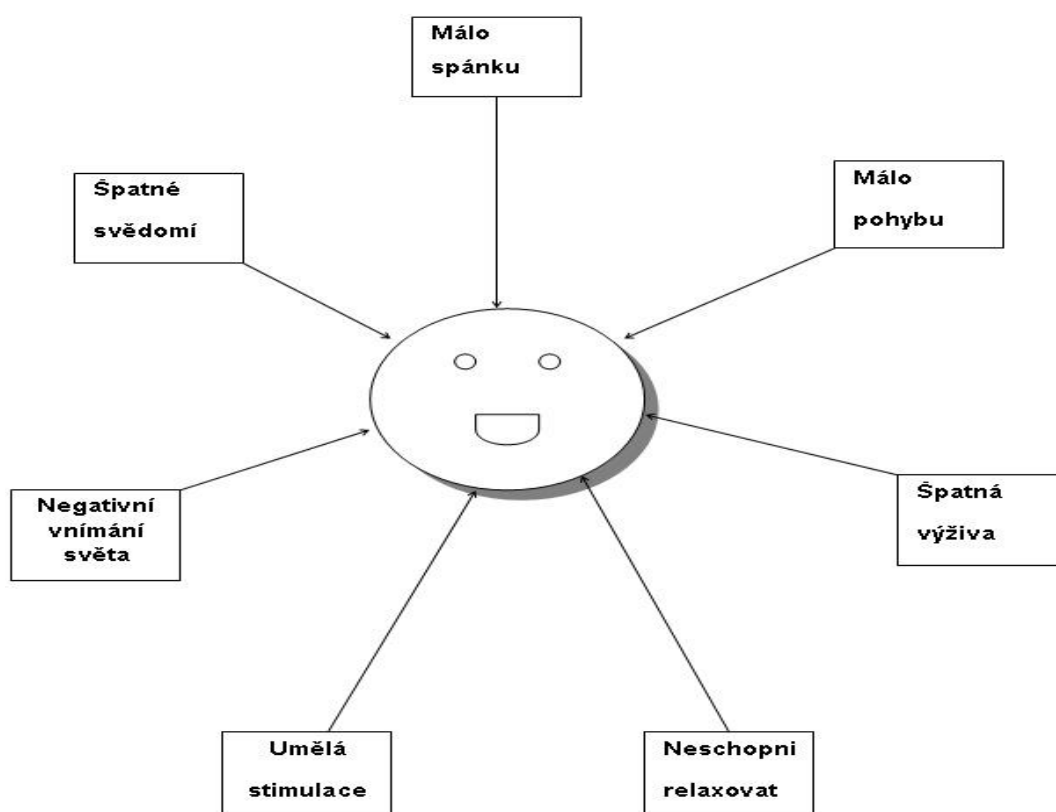 Málo
spánku
Málo
pohybu
Špatné
svědomí
Špatná
výživa
Negativní
vnímání
světa
Umělá
stimulace
Neschopni
relaxovat